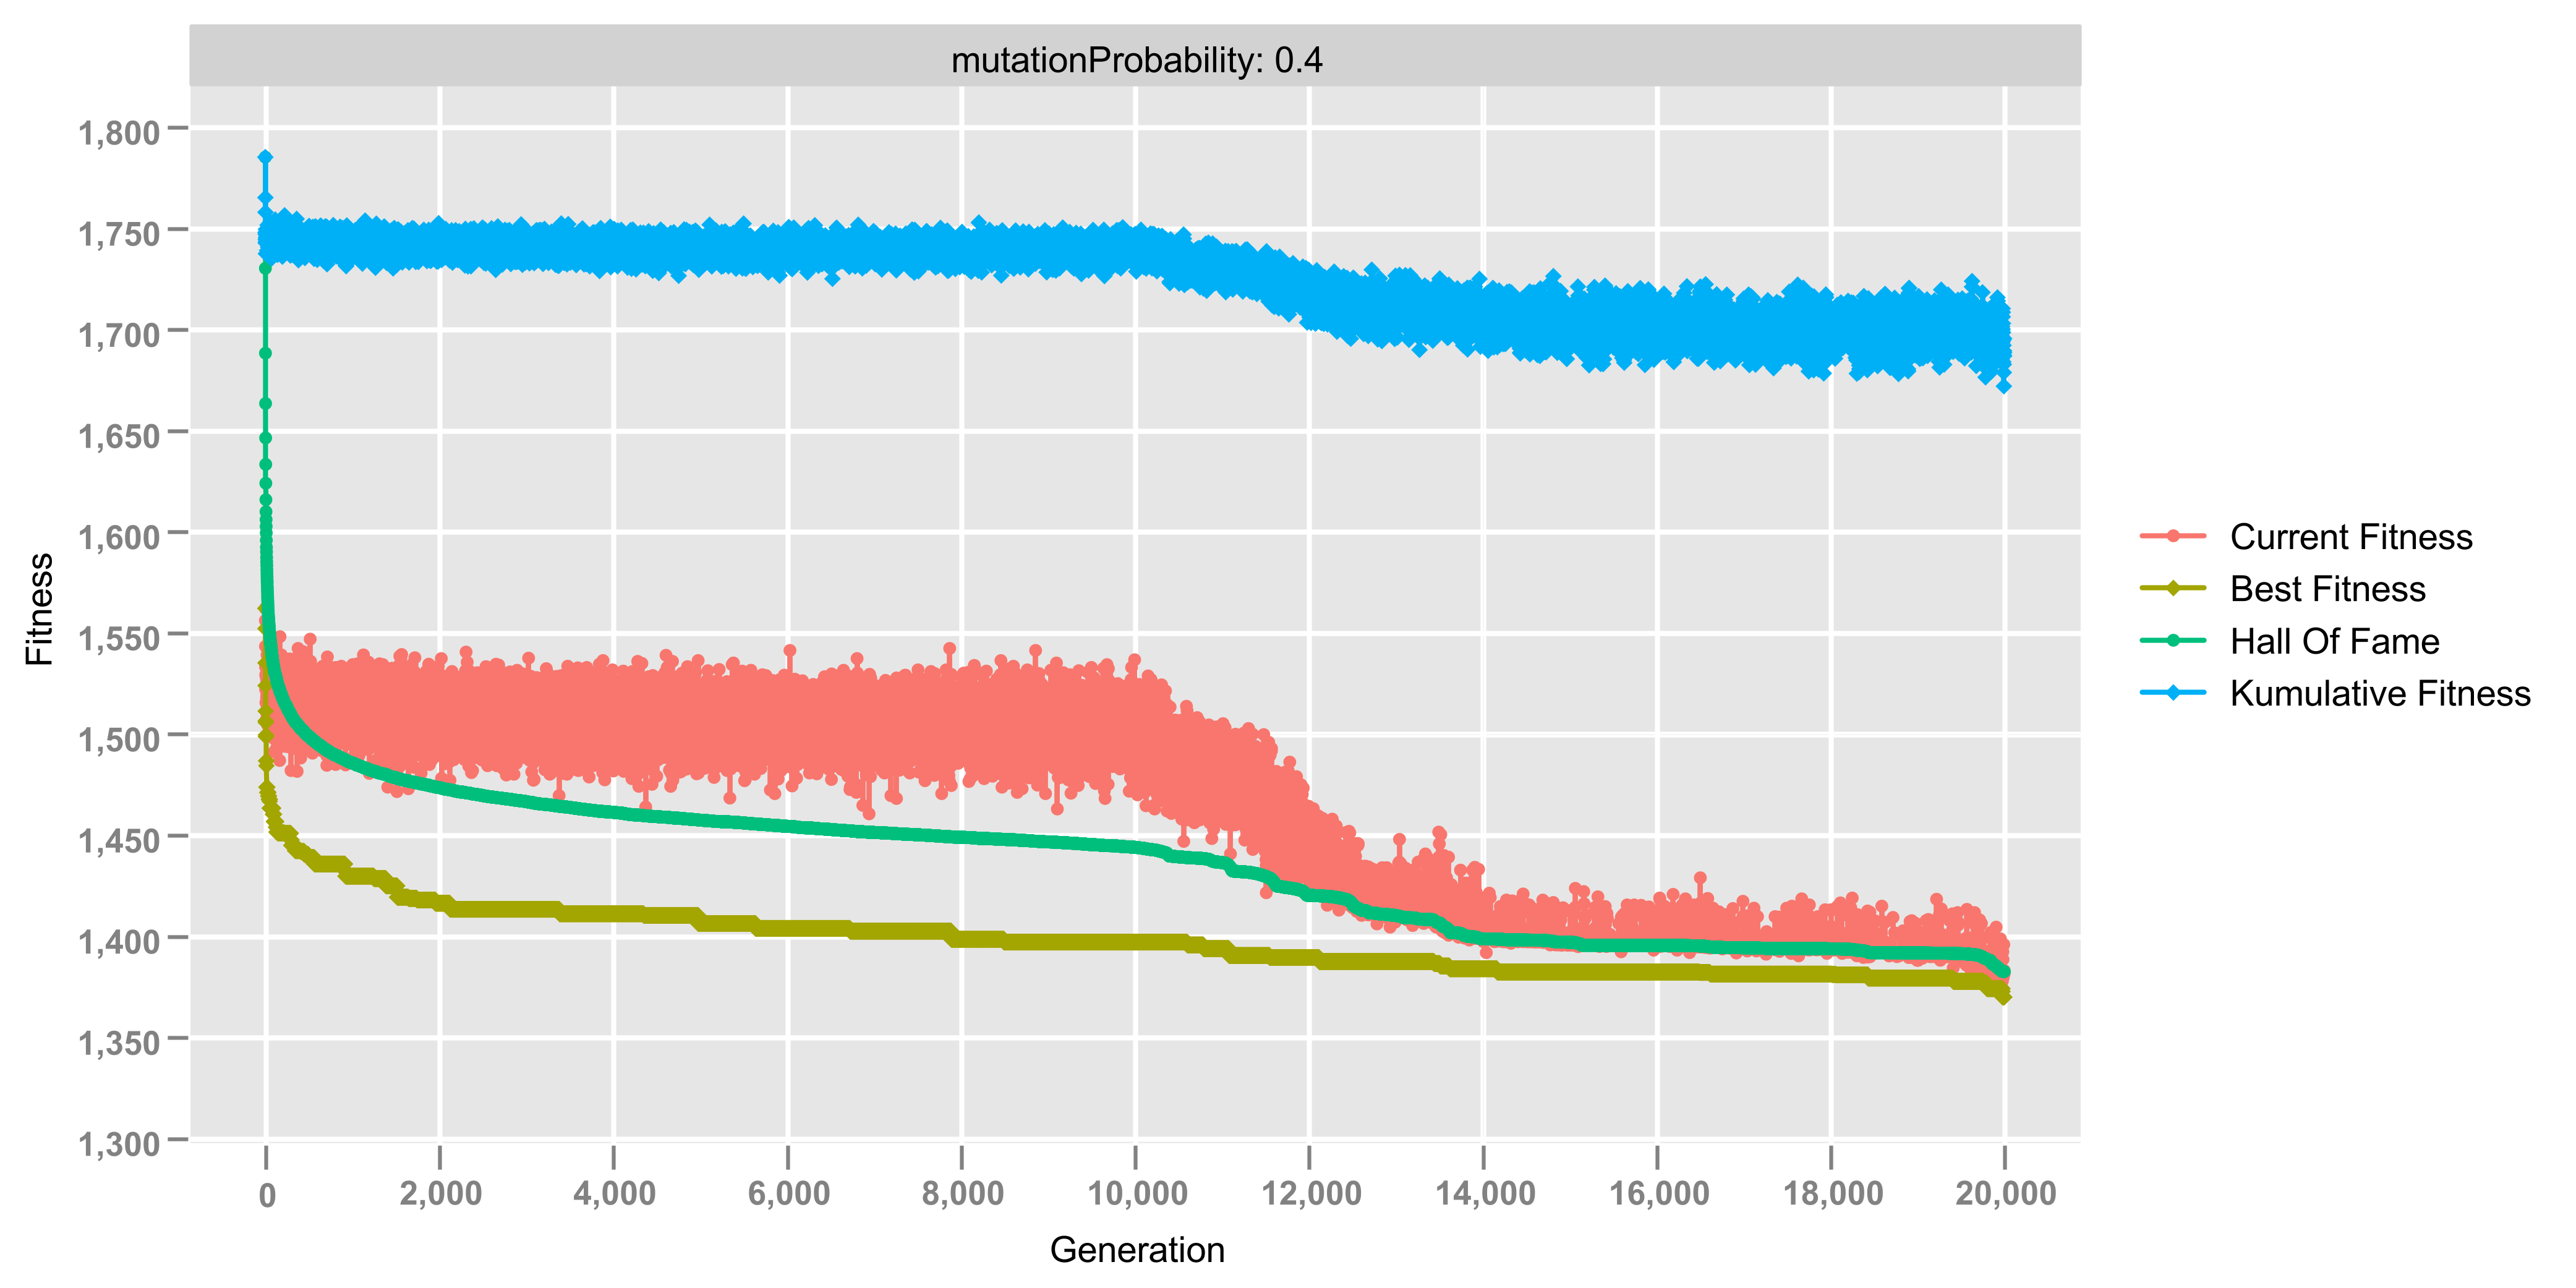 mutationProbability: 0.4
1,800
1,750
1,700
1,650
1,600
1,550
1,500
1,450
1,400
1,350
1,300
Fitness
0 2,000 4,000 6,000 8,000 10,000 12,000 14,000 16,000 18,000 20,000
Generation
Current Fitness
Best Fitness
Hall Of Fame
Kumulative Fitness